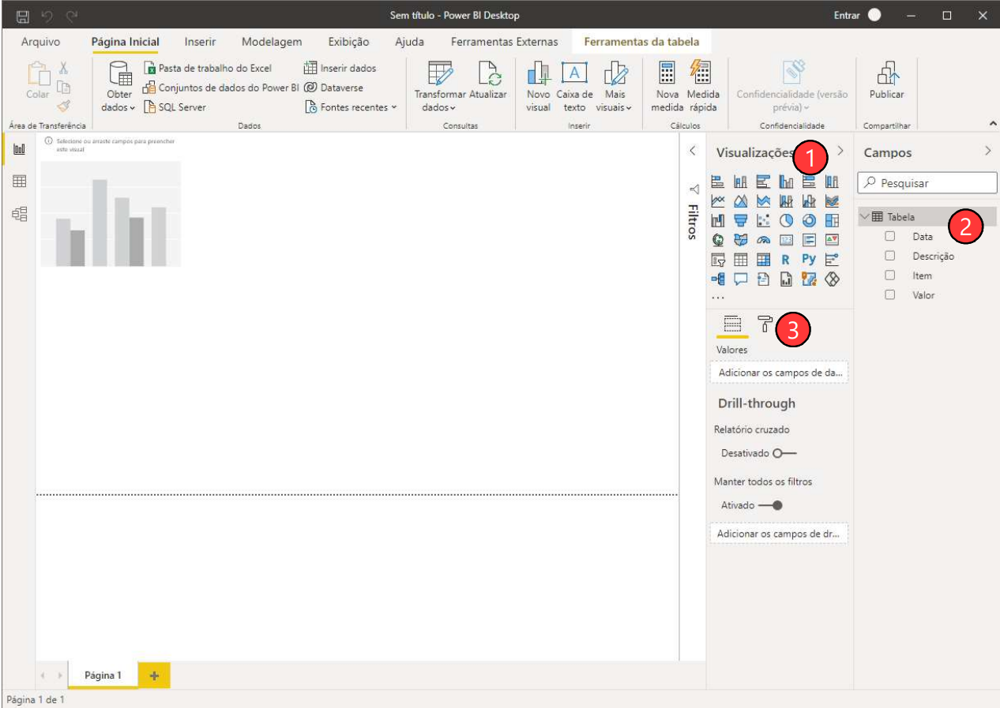 Sem título - Power BI Desktop
Entrar
Arquivo
Página Inicial
Inserir
Modelagem
Exibição
Ajuda
Ferramentas Externas
Ferramentas da tabela
Colar
Área de Transferência
Obter
dados
Pasta de trabalho do Excel
Conjuntos de dados do Power BI
SQL Server
Inserir dados
Dataverse
Fontes recentes
Dados
Transformar
dados
Atualizar
Consultas
Novo
visual
A
Caixa de
texto
Mais
visuais
Inserir
Nova
medida
Medida
rápida
Cálculos
Confidencialidade (versão
prévia)
Confidencialidade
Publicar
Compartilhar
Selecione ou arraste campos para preencher
este visual
Filtros
Visualizações
1
123
R
Py
...
3
Valores
Adicionar os campos de da...
Drill-through
Relatório cruzado
Desativado
Manter todos os filtros
Ativado
Adicionar os campos de dr...
Campos
Pesquisar
Tabela
2
Data
Descrição
Item
Valor
Página 1
+
Página 1 de 1